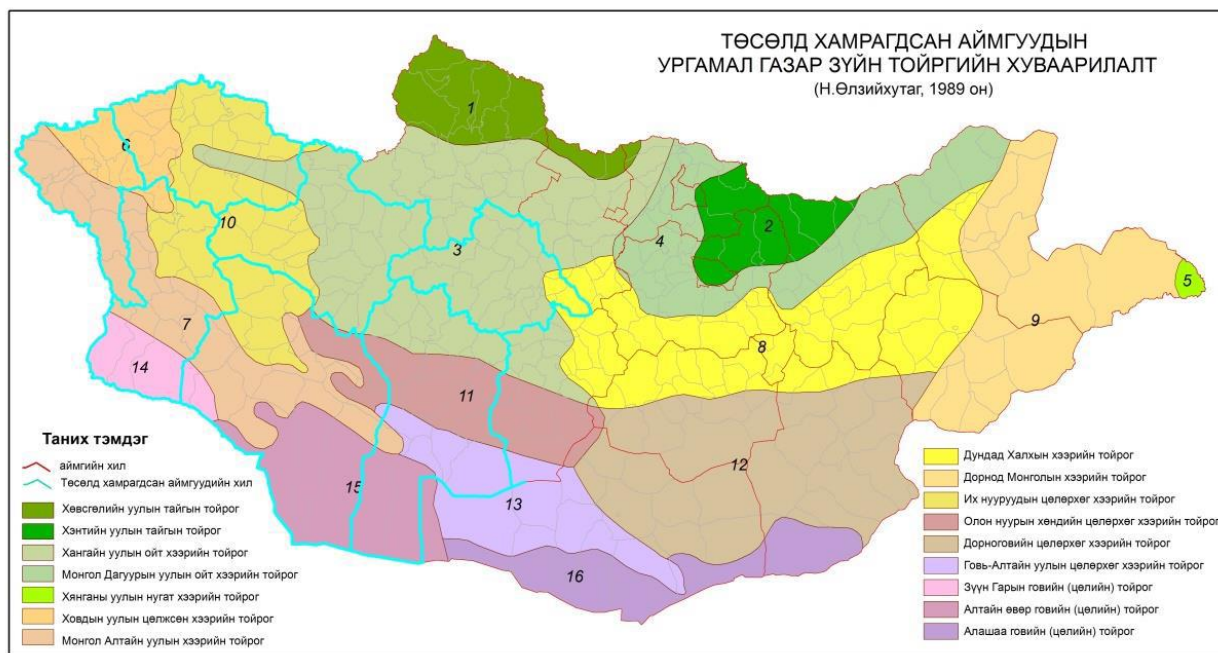 ТӨСӨЛД ХАМРАГДСАН АЙМГУУДЫН
УРГАМАЛ ГАЗАР ЗҮЙН ТОЙРГИЙН ХУВААРИЛАЛТ
(Н.Өлзийхутаг, 1989 он)
1
2
3
4
5
6
7
8
9
10
11
12
13
14
15
16
Таних тэмдэг
аймгийн хил
Төсөлд хамрагдсан аймгуудийн хил
Хөвсгөлийн уулын тайгын тойрог
Хэнтийн уулын тайгын тойрог
Хангайн уулын ойт хээрийн тойрог
Монгол Дагуурын уулын ойт хээрийн тойрог
Хянганы уулын нугат хээрийн тойрог
Ховдын уулын цөлжсөн хээрийн тойрог
Монгол Алтайн уулын хээрийн тойрог
Дундад Халхын хээрийн тойрог
Дорнод Монголын хээрийн тойрог
Их нууруудын цөлөрхөг хээрийн тойрог
Олон нуурын хөндийн цөлөрхөг хээрийн тойрог
Дорноговийн цөлөрхөг хээрийн тойрог
Говь-Алтайн уулын цөлөрхөг хээрийн тойрог
Зүүн Гарын говийн (цөлийн) тойрог
Алтайн өвөр говийн (цөлийн) тойрог
Алашаа говийн (цөлийн) тойрог